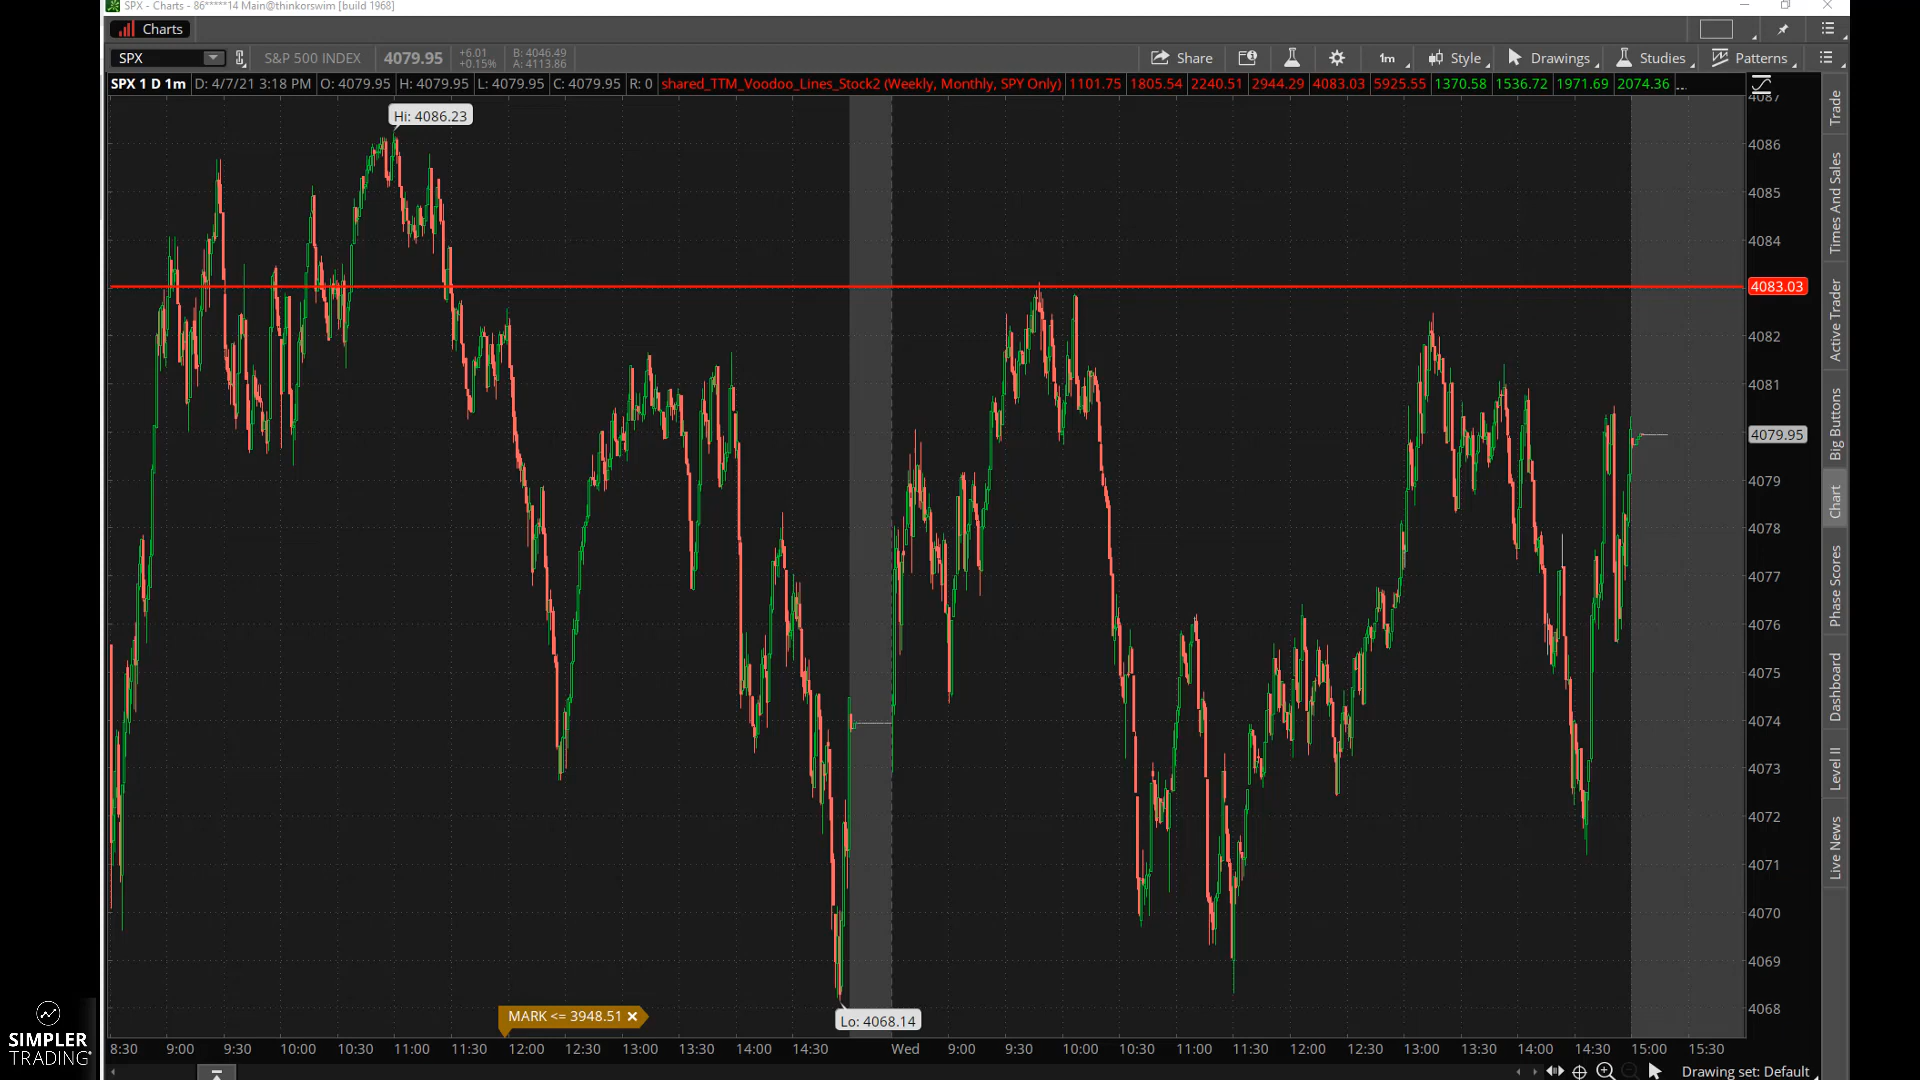 SPX - Charts - 86*****14 Main@thinkorswim [build 1968]
Charts
SPX S&P 500 INDEX 4079.95 +6.01 +0.15% B: 4046.49 A: 4113.86 Share 1m Style Drawings Studies Patterns
SPX 1 D 1m D: 4/7/21 3:18 PM O: 4079.95 H: 4079.95 L: 4079.95 C: 4079.95 R: 0 shared_TTM_Voodoo_Lines_Stock2 (Weekly, Monthly, SPY Only) 1101.75 1805.54 2240.51 2944.29 4083.03 5925.55 1370.58 1536.72 1971.69 2074.36 ...
Hi: 4086.23
4087
4086
4085
4084
4083.03
4082
4081
4079.95
4079
4078
4077
4076
4075
4074
4073
4072
4071
4070
4069
4068
Trade
Times And Sales
Active Trader
Big Buttons
Chart
Phase Scores
Dashboard
Level II
Live News
MARK <= 3948.51 ×
Lo: 4068.14
SIMPLER
TRADING
8:30 9:00 9:30 10:00 10:30 11:00 11:30 12:00 12:30 13:00 13:30 14:00 14:30 Wed 9:00 9:30 10:00 10:30 11:00 11:30 12:00 12:30 13:00 13:30 14:00 14:30 15:00 15:30
Drawing set: Default